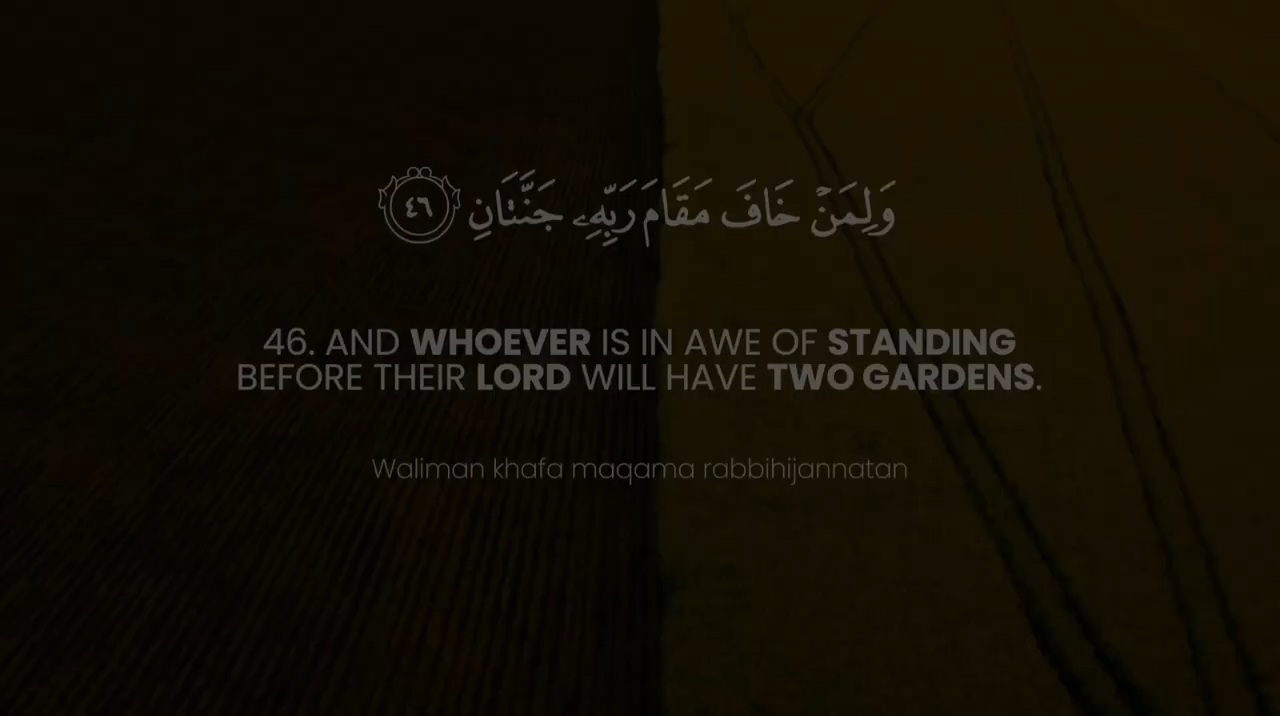 وَلِمَنْ خَافَ مَقَامَ رَبِّهِۦ جَنَّتَانِ ٤٦
46. AND WHOEVER IS IN AWE OF STANDING
BEFORE THEIR LORD WILL HAVE TWO GARDENS.
Waliman khafa maqama rabbihijannatan